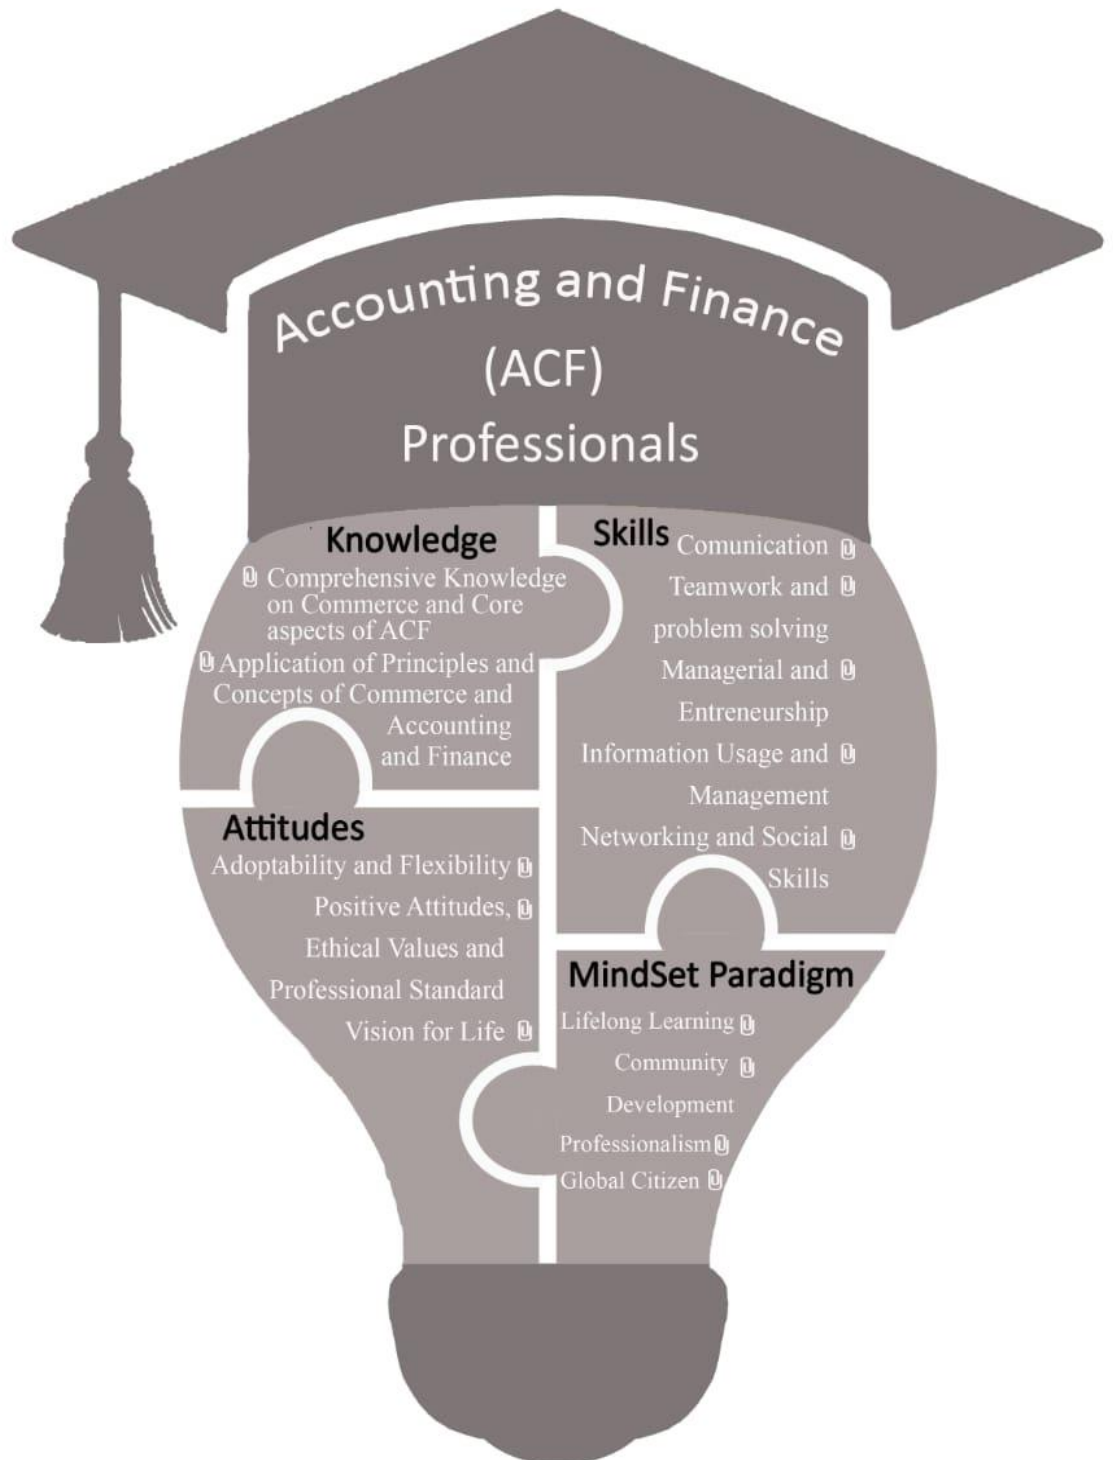 Accounting and Finance
(ACF)
Professionals
Knowledge
Comprehensive Knowledge
on Commerce and Core
aspects of ACF
Application of Principles and
Concepts of Commerce and
Accounting
and Finance
Skills
Comunication
Teamwork and
problem solving
Managerial and
Entreneurship
Information Usage and
Management
Networking and Social
Skills
Attitudes
Adoptability and Flexibility
Positive Attitudes,
Ethical Values and
Professional Standard
Vision for Life
MindSet Paradigm
Lifelong Learning
Community
Development
Professionalism
Global Citizen